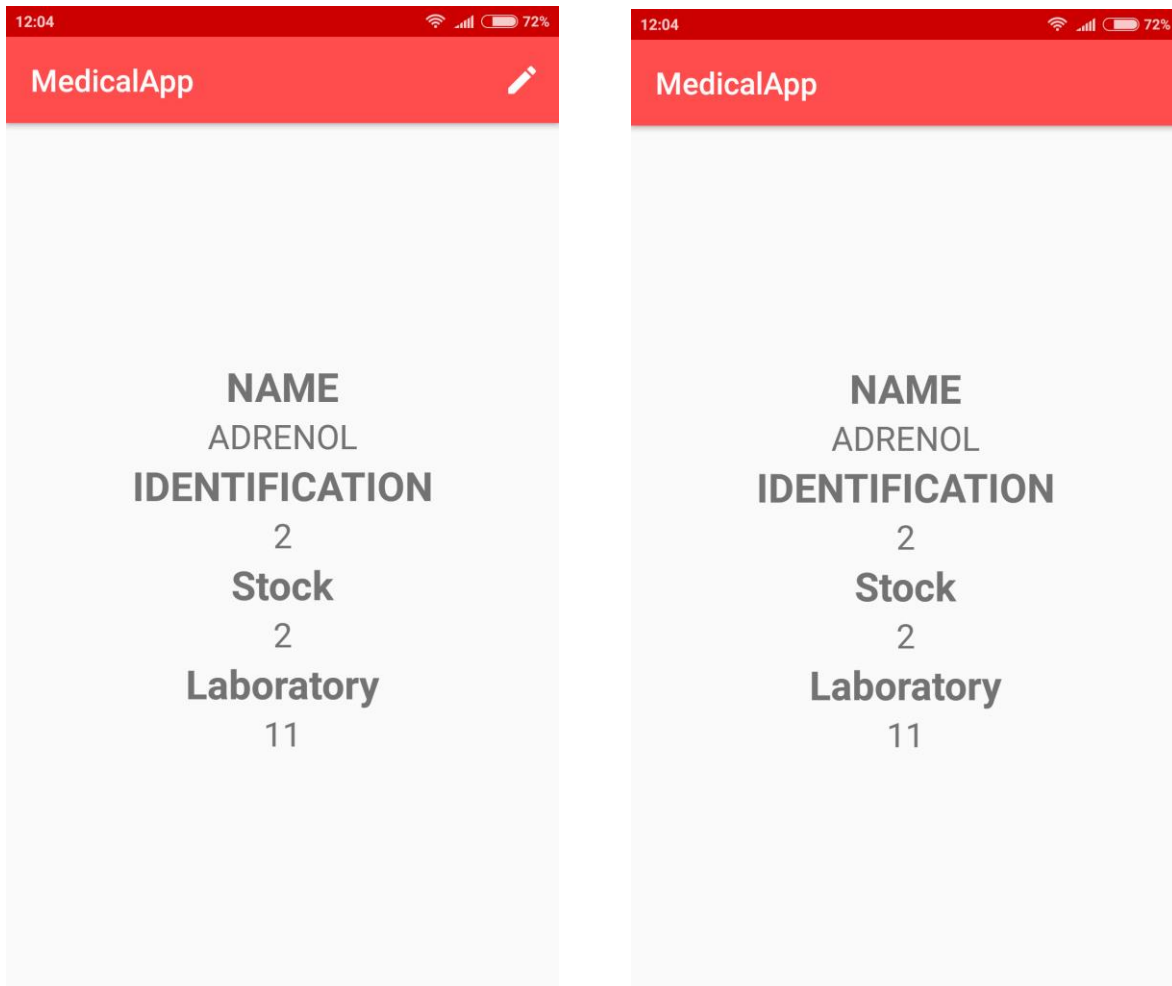 12:04 72%
MedicalApp
NAME
ADRENOL
IDENTIFICATION
2
Stock
2
Laboratory
11
12:04 72%
MedicalApp
NAME
ADRENOL
IDENTIFICATION
2
Stock
2
Laboratory
11